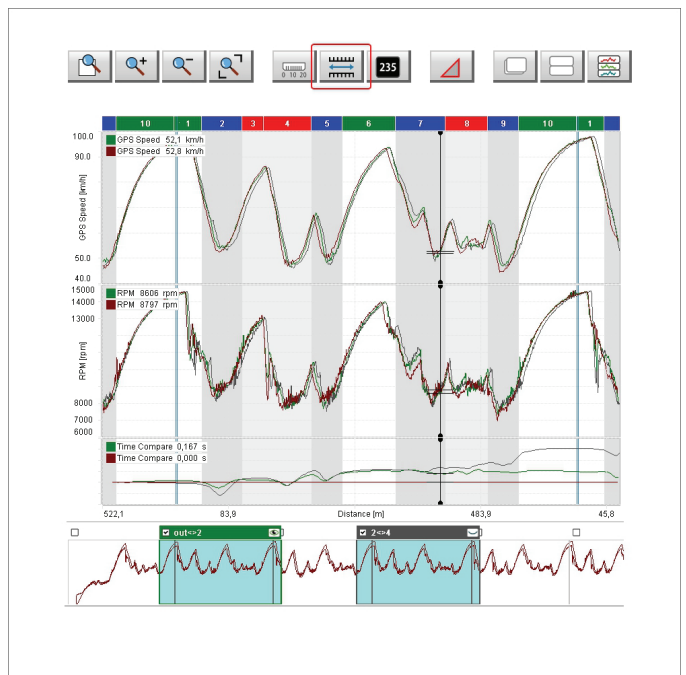 0 10 20
235
10 1 2 3 4 5 6 7 8 9 10 1
100.0
GPS Speed 52,1 km/h
GPS Speed 52,8 km/h
90.0
GPS Speed [km/h]
50.0
40.0
15000
RPM 8606 rpm
14000
RPM 8797 rpm
13000
RPM [rpm]
8000
7000
6000
Time Compare 0,167 s
Time Compare 0,000 s
522,1 83,9 Distance [m] 483,9 45,8
out<=>2 2<=>4